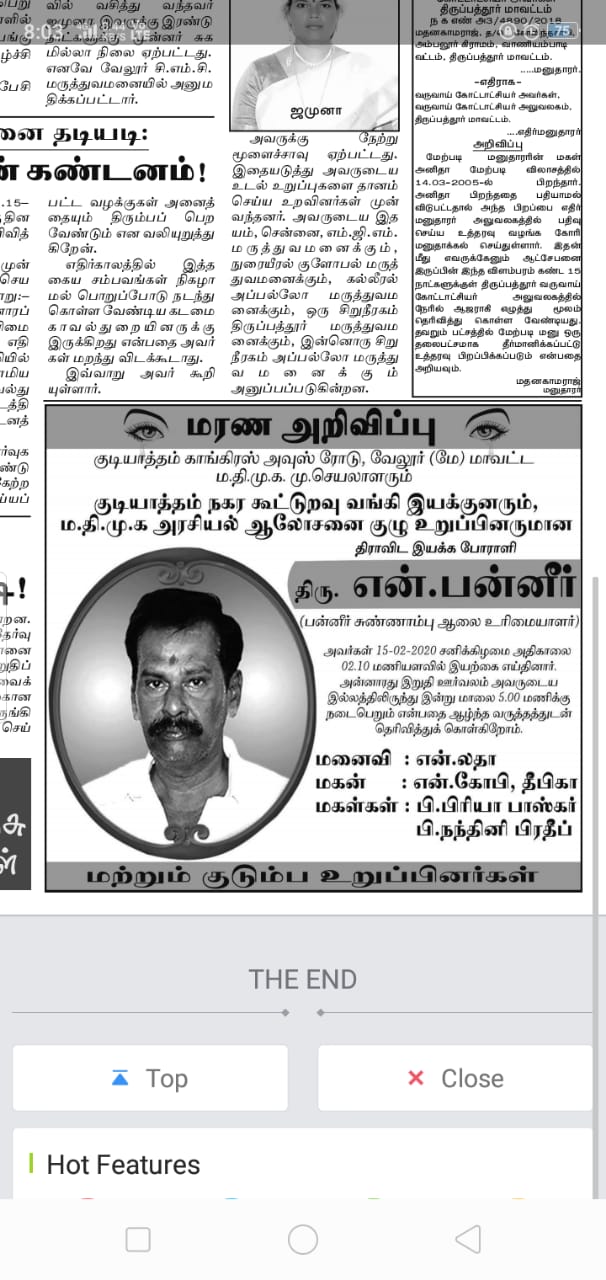 8:03
75
வில் வசித்து வந்தவர்
ஜமுனா இவருக்கு இரண்டு
நாட்களுக்கு முன்னர் சுக
மில்லா நிலை ஏற்பட்டது.
எனவே வேலூர் சி.எம்.சி.
மருத்துவமனையில் அனும
திக்கப்பட்டார்.
னை தடியடி:
கண்டனம்!
பட்ட வழக்குகள் அனைத்
தையும் திரும்பப் பெற
வேண்டும் என வலியுறுத்து
கிறேன்.
எதிர்காலத்தில் இத்த
கைய சம்பவங்கள் நிகழா
மல் பொறுப்போடு நடந்து
கொள்ள வேண்டிய கடமை
காவல்துறையினருக்கு
இருக்கிறது என்பதை அவர்
கள் மறந்து விடக்கூடாது.
இவ்வாறு அவர் கூறி
யுள்ளார்.
ஜமுனா
அவருக்கு நேற்று
மூளைச்சாவு ஏற்பட்டது.
இதையடுத்து அவருடைய
உடல் உறுப்புகளை தானம்
செய்ய உறவினர்கள் முன்
வந்தனர். அவருடைய இத
யம், சென்னை, எம்.ஜி.எம்.
மருத்துவமனைக்கும்,
நுரையீரல் குளோபல் மருத்
துவமனைக்கும், கல்லீரல்
அப்பல்லோ மருத்துவம
னைக்கும், ஒரு சிறுநீரகம்
திருப்பத்தூர் மருத்துவம
னைக்கும், இன்னொரு சிறு
நீரகம் அப்பல்லோ மருத்து
வமனைக்கும்
அனுப்பப்படுகின்றன.
திருப்பத்தூர் மாவட்டம்
ந க எண் அ3/4890/2018
அம்பலூர் கிராமம், வாணியம்பாடி
வட்டம், திருப்பத்தூர் மாவட்டம்.
.....மனுதாரர்.
-எதிராக-
வருவாய் கோட்டாட்சியர் அவர்கள்,
வருவாய் கோட்டாட்சியர் அலுவலகம்,
திருப்பத்தூர் மாவட்டம்.
....எதிர்மனுதாரர்
அறிவிப்பு
மேற்படி மனுதாரரின் மகள்
அனிதா மேற்படி விலாசத்தில்
14.03-2005-ல் பிறந்தார்.
அனிதா பிறந்ததை பதியாமல்
விடுபட்டதால் அந்த பிறப்பை எதிர்
மனுதாரர் அலுவலகத்தில் பதிவு
செய்ய உத்தரவு வழங்க கோரி
மனுதாக்கல் செய்துள்ளார். இதன்
மீது எவருக்கேனும் ஆட்சேபனை
இருப்பின் இந்த விளம்பரம் கண்ட 15
நாட்களுக்குள் திருப்பத்தூர் வருவாய்
கோட்டாட்சியர் அலுவலகத்தில்
நேரில் ஆஜராகி எழுத்து மூலம்
தெரிவித்து கொள்ள வேண்டியது.
தவறும் பட்சத்தில் மேற்படி மனு ஒரு
தலைபட்சமாக தீர்மானிக்கப்பட்டு
உத்தரவு பிறப்பிக்கப்படும் என்பதை
அறியவும்.
மதனகாமராஜ்
மனுதாரர்
மரண அறிவிப்பு
குடியாத்தம் காங்கிரஸ் அவுஸ் ரோடு, வேலூர் (மே) மாவட்ட
ம.தி.மு.க. மு.செயலாளரும்
குடியாத்தம் நகர கூட்டுறவு வங்கி இயக்குனரும்,
ம.தி.மு.க அரசியல் ஆலோசனை குழு உறுப்பினருமான
திராவிட இயக்க போராளி
திரு. என்.பன்னீர்
(பன்னீர் சுண்ணாம்பு ஆலை உரிமையாளர்)
அவர்கள் 15-02-2020 சனிக்கிழமை அதிகாலை
02.10 மணியளவில் இயற்கை எய்தினார்.
அன்னாரது இறுதி ஊர்வலம் அவருடைய
இல்லத்திலிருந்து இன்று மாலை 5.00 மணிக்கு
நடைபெறும் என்பதை ஆழ்ந்த வருத்தத்துடன்
தெரிவித்துக் கொள்கிறோம்.
மனைவி : என்.லதா
மகன் : என்.கோபி, தீபிகா
மகள்கள் : பி.பிரியா பாஸ்கர்
பி.நந்தினி பிரதீப்
மற்றும் குடும்ப உறுப்பினர்கள்
THE END
Top
Close
Hot Features